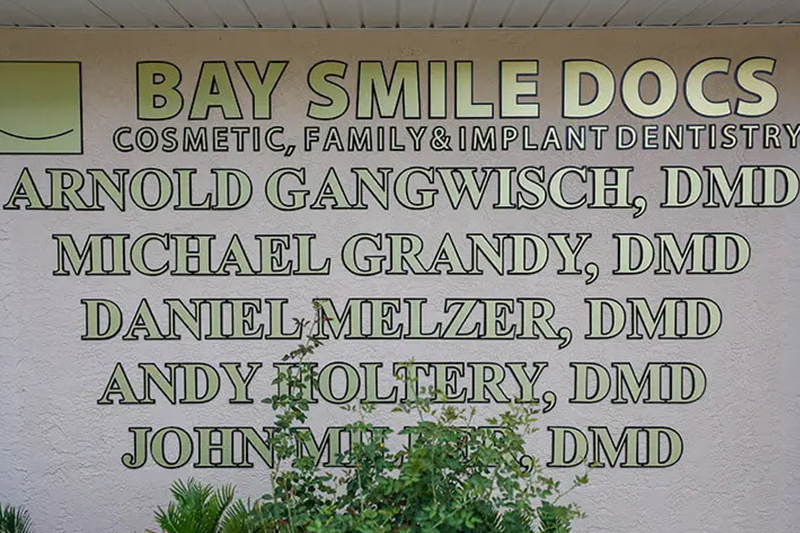 BAY SMILE DOCS
COSMETIC, FAMILY & IMPLANT DENTISTRY
ARNOLD GANGWISCH, DMD
MICHAEL GRANDY, DMD
DANIEL MELZER, DMD
ANDY HOLTERY, DMD
JOHN DMD